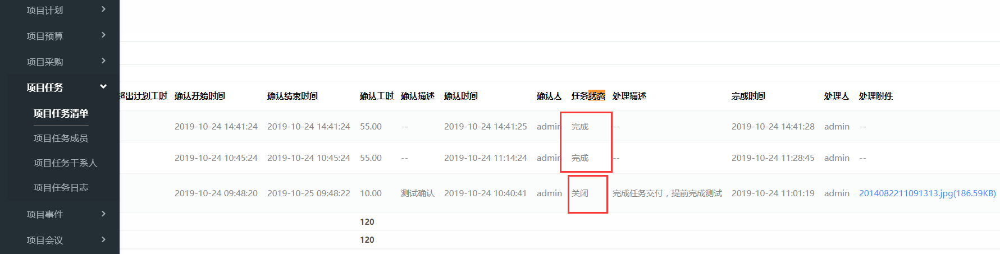 项目计划
项目预算
项目采购
项目任务
项目任务清单
项目任务成员
项目任务干系人
项目任务日志
项目事件
项目会议
超出计划工时 确认开始时间 确认结束时间 确认工时 确认描述 确认时间 确认人 任务状态 处理描述 完成时间 处理人 处理附件
2019-10-24 14:41:24 2019-10-24 14:41:24 55.00 -- 2019-10-24 14:41:25 admin 完成 -- 2019-10-24 14:41:28 admin --
2019-10-24 10:45:24 2019-10-24 10:45:24 55.00 -- 2019-10-24 11:14:24 admin 完成 -- 2019-10-24 11:28:45 admin --
2019-10-24 09:48:20 2019-10-25 09:48:22 10.00 测试确认 2019-10-24 10:40:41 admin 关闭 完成任务交付，提前完成测试 2019-10-24 11:01:19 admin 2014082211091313.jpg(186.59KB)
120
120